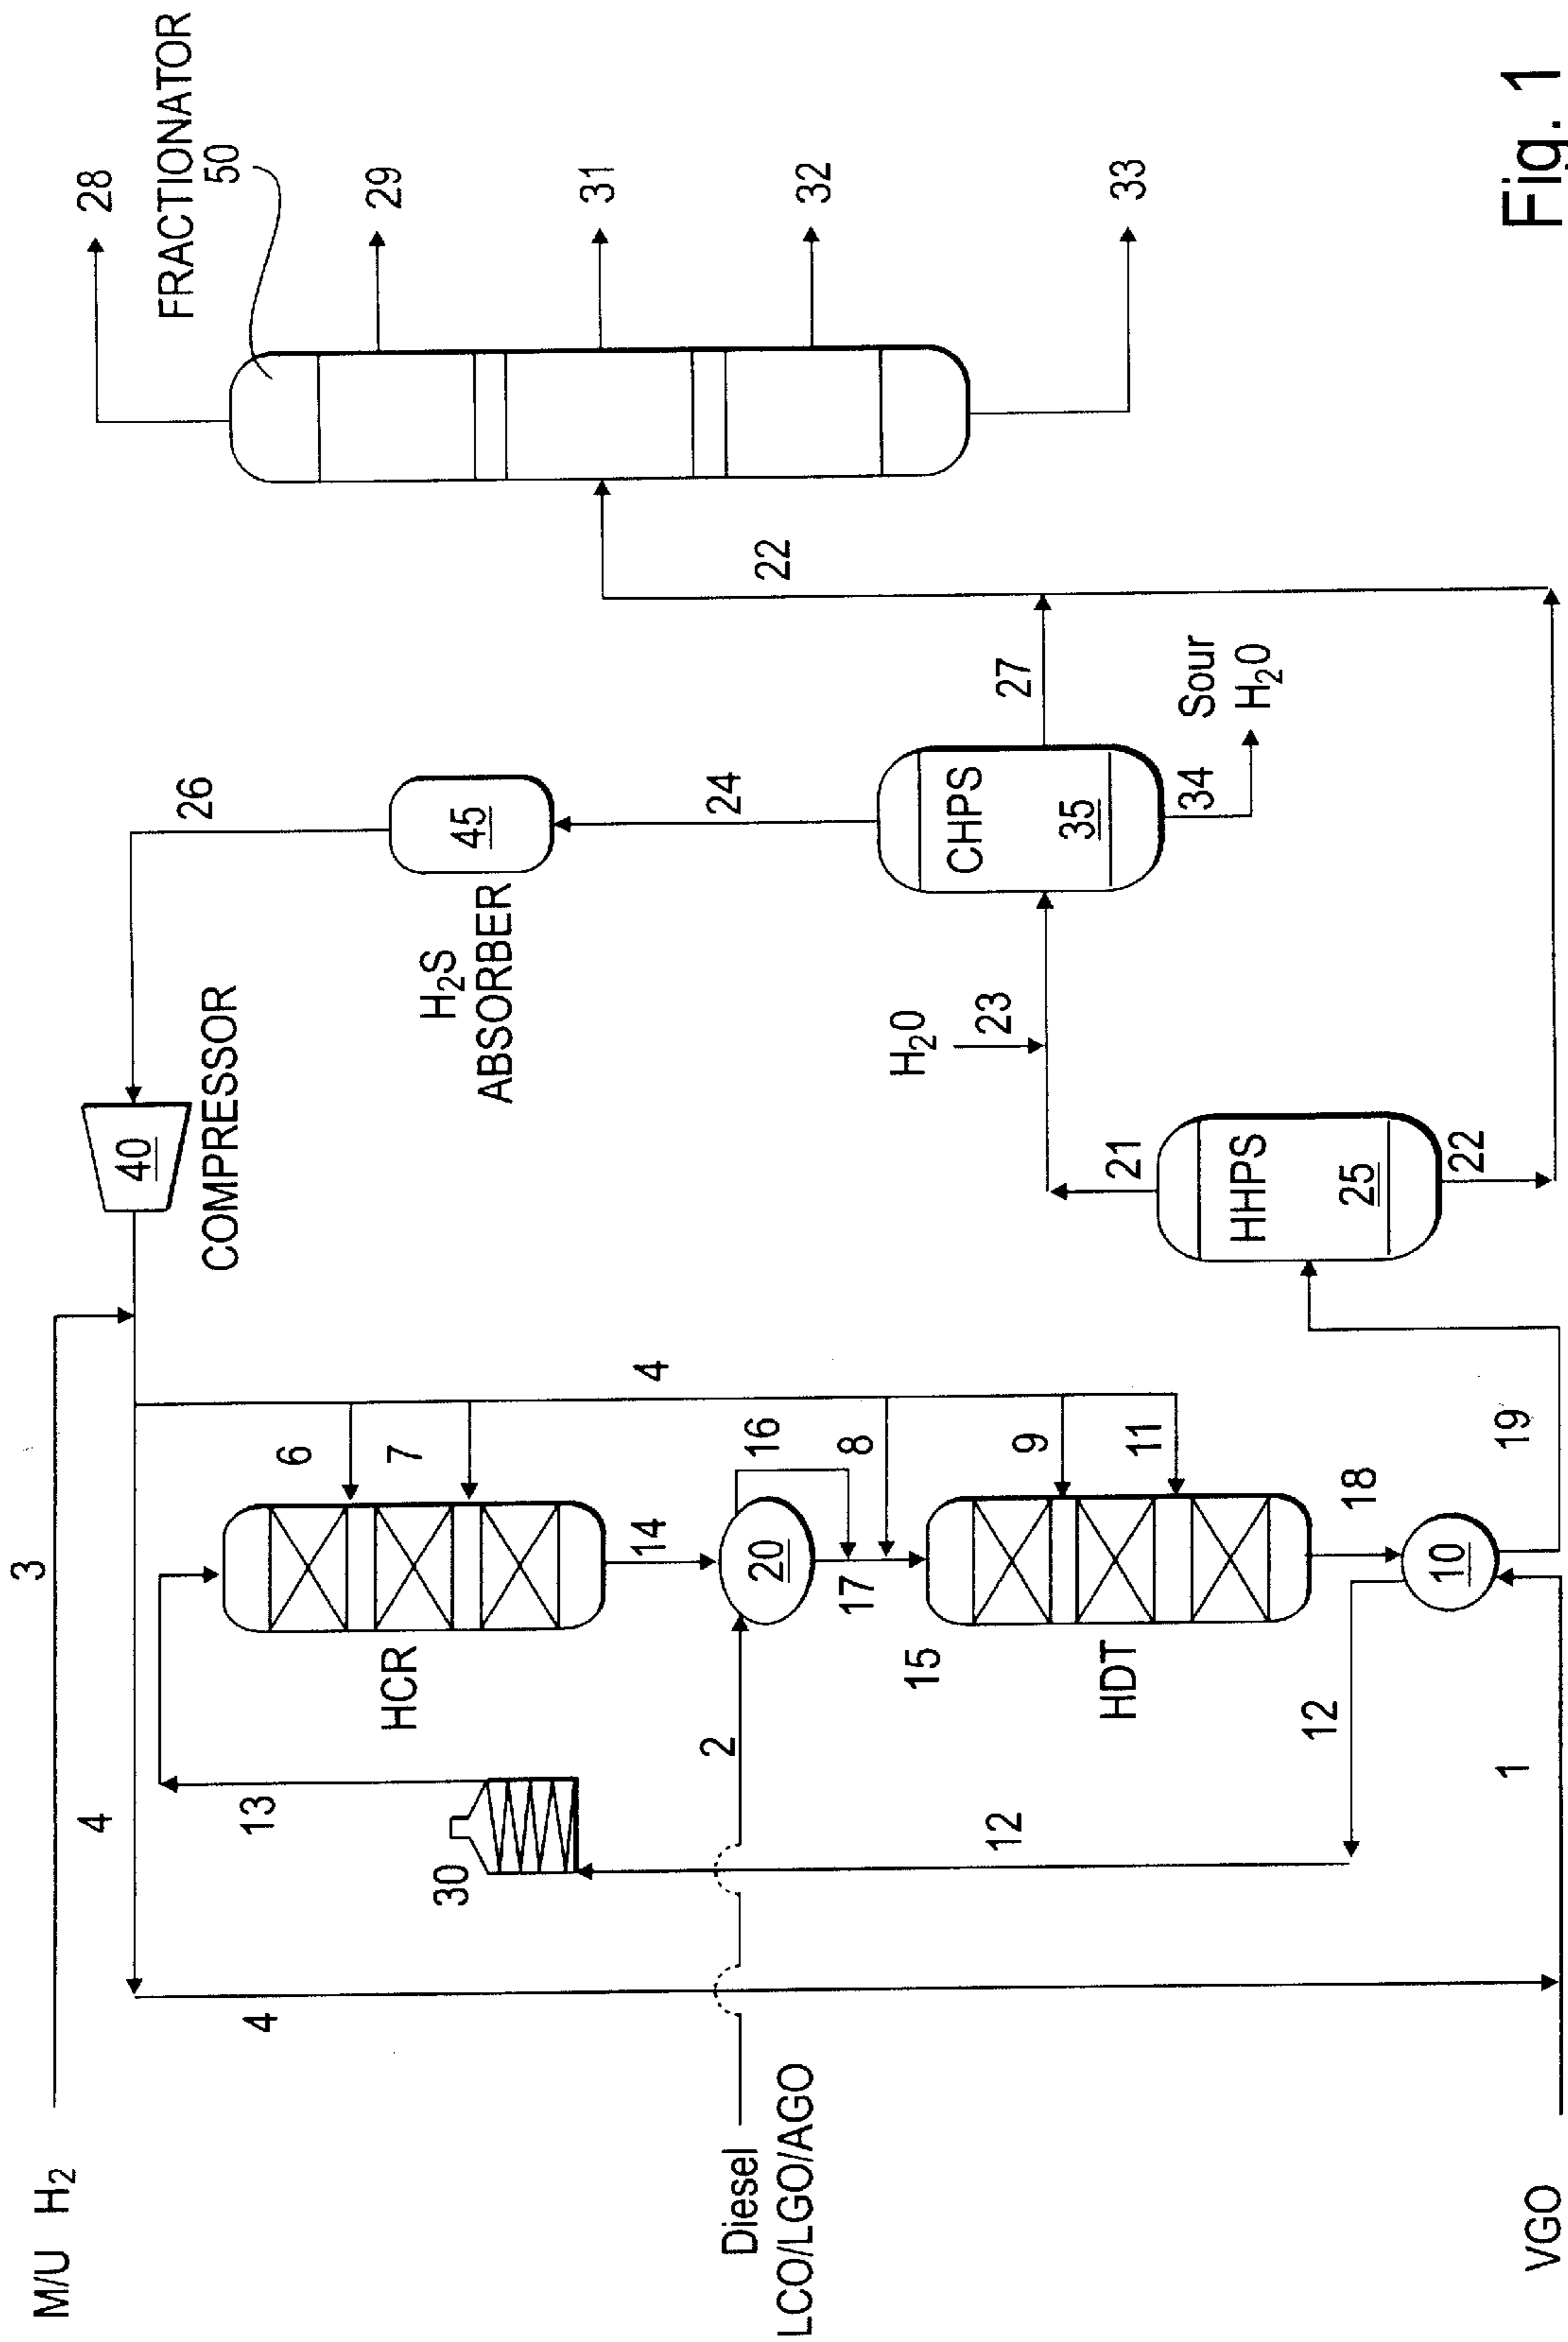 M/U H2
3
4
4
Diesel
LCO/LGO/AGO
VGO
1
2
30
13
12
12
HCR
15
HDT
6
7
4
14
20
16
17
8
9
11
18
10
19
40
COMPRESSOR
26
H2S
ABSORBER
45
24
H2O
23
21
HHPS
25
22
CHPS
35
27
34
Sour
H2O
22
FRACTIONATOR
50
28
29
31
32
33
Fig. 1